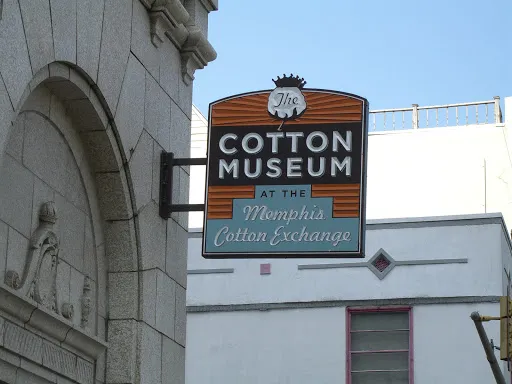 The
COTTON
MUSEUM
AT THE
Memphis
Cotton Exchange